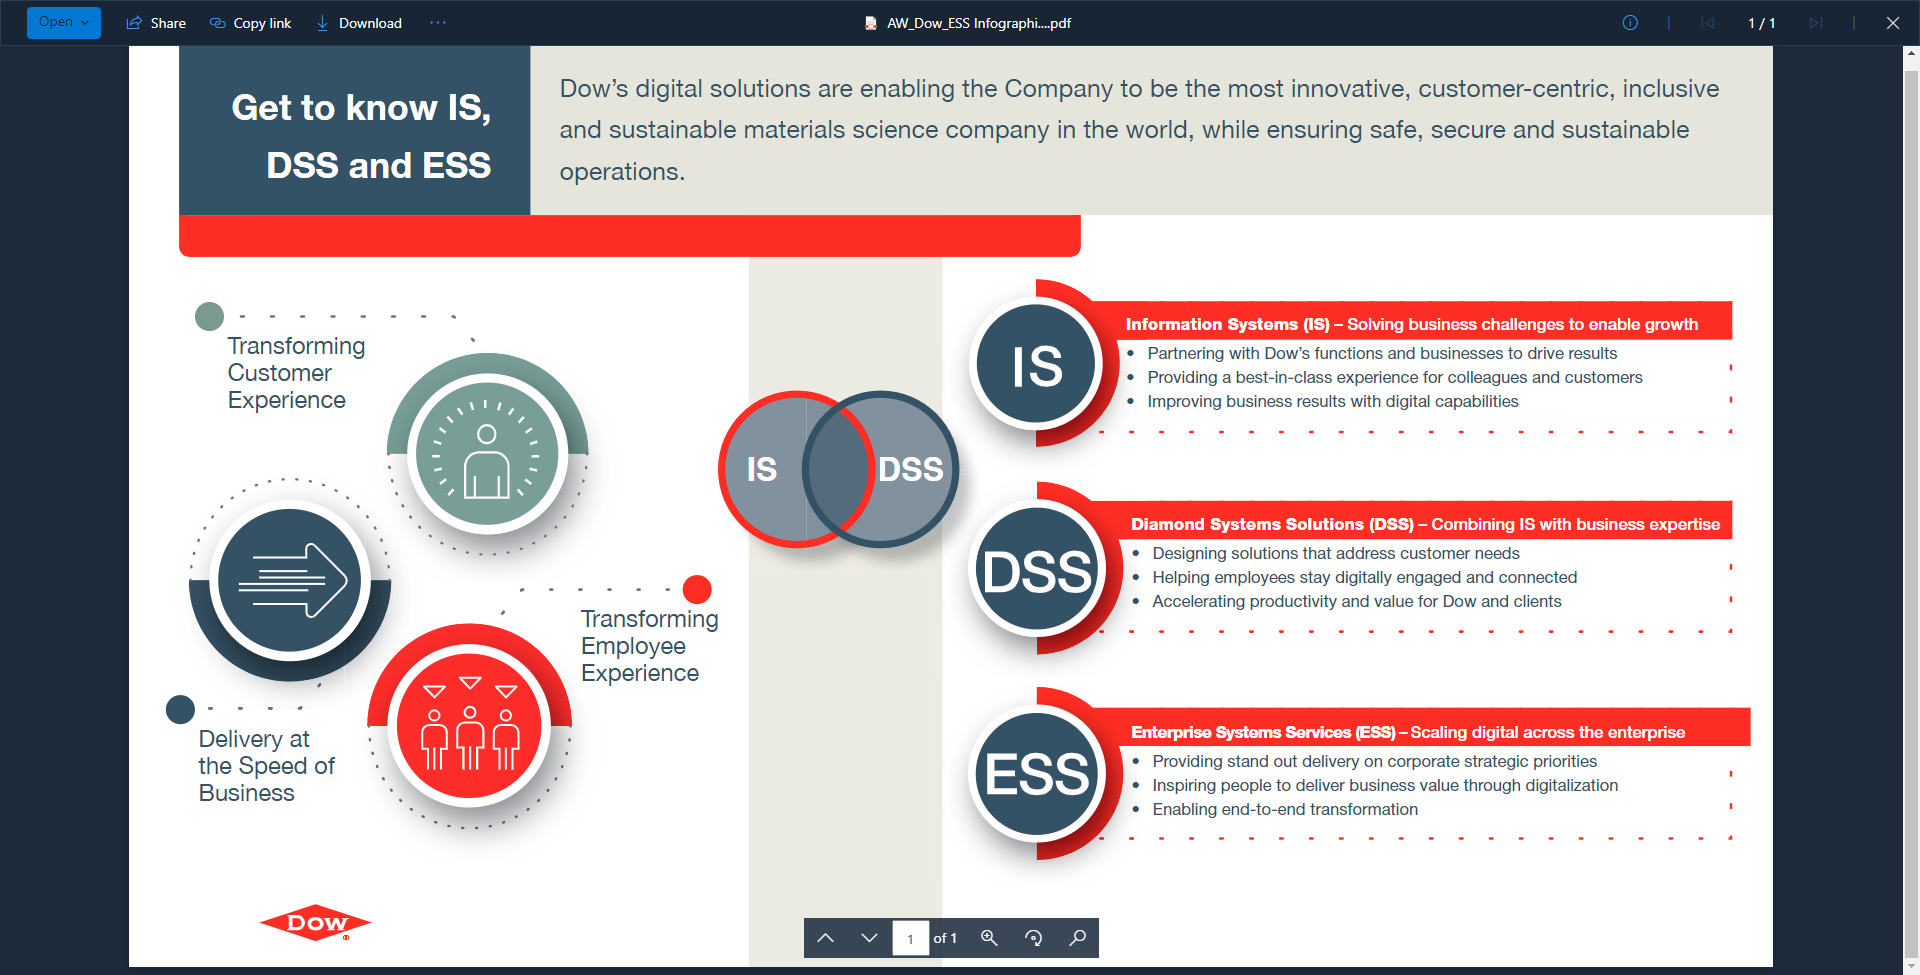 Open
Share
Copy link
Download
AW_Dow_ESS Infographi....pdf
1 / 1
Get to know IS,
DSS and ESS
Dow’s digital solutions are enabling the Company to be the most innovative, customer-centric, inclusive
and sustainable materials science company in the world, while ensuring safe, secure and sustainable
operations.
Transforming
Customer
Experience
Transforming
Employee
Experience
Delivery at
the Speed of
Business
IS
DSS
IS
Information Systems (IS) – Solving business challenges to enable growth
• Partnering with Dow’s functions and businesses to drive results
• Providing a best-in-class experience for colleagues and customers
• Improving business results with digital capabilities
DSS
Diamond Systems Solutions (DSS) – Combining IS with business expertise
• Designing solutions that address customer needs
• Helping employees stay digitally engaged and connected
• Accelerating productivity and value for Dow and clients
ESS
Enterprise Systems Services (ESS) – Scaling digital across the enterprise
• Providing stand out delivery on corporate strategic priorities
• Inspiring people to deliver business value through digitalization
• Enabling end-to-end transformation
Dow ®
1 of 1